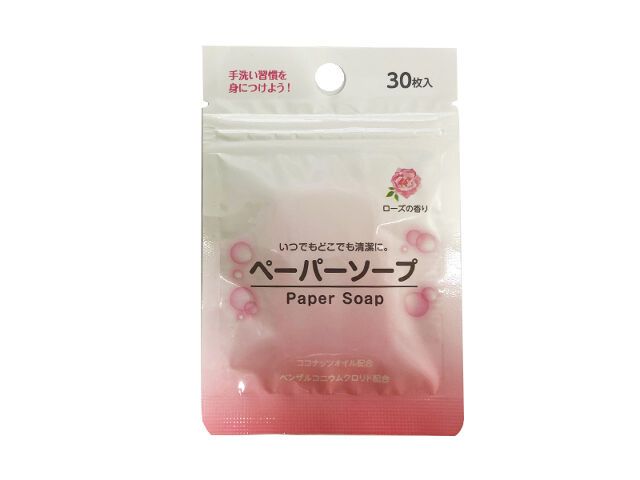 手洗い習慣を
身につけよう!
30枚入
ローズの香り
いつでもどこでも清潔に。
ペーパーソープ
Paper Soap
ココナッツオイル配合
ベンザルコニウムクロリド配合